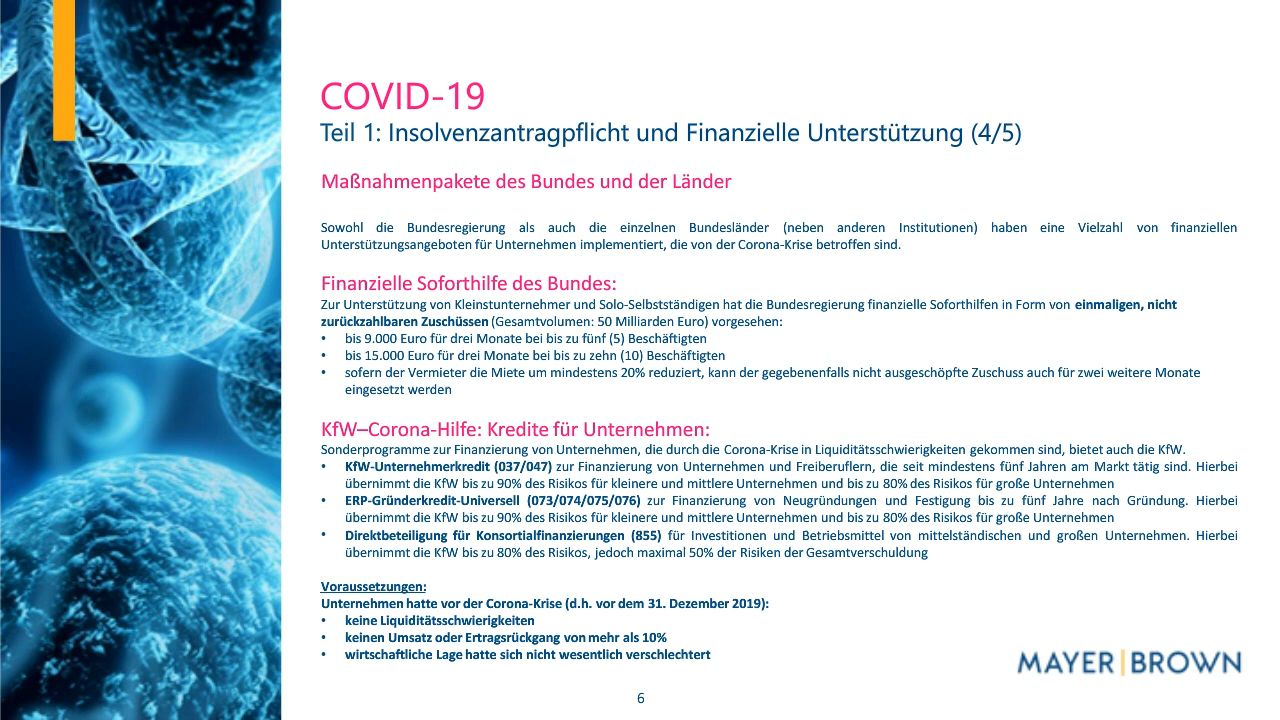 COVID-19
Teil 1: Insolvenzantragpflicht und Finanzielle Unterstützung (4/5)
Maßnahmenpakete des Bundes und der Länder
Sowohl die Bundesregierung als auch die einzelnen Bundesländer (neben anderen Institutionen) haben eine Vielzahl von finanziellen
Unterstützungsangeboten für Unternehmen implementiert, die von der Corona-Krise betroffen sind.
Finanzielle Soforthilfe des Bundes:
Zur Unterstützung von Kleinstunternehmer und Solo-Selbstständigen hat die Bundesregierung finanzielle Soforthilfen in Form von einmaligen, nicht
zurückzahlbaren Zuschüssen (Gesamtvolumen: 50 Milliarden Euro) vorgesehen:
• bis 9.000 Euro für drei Monate bei bis zu fünf (5) Beschäftigten
• bis 15.000 Euro für drei Monate bei bis zu zehn (10) Beschäftigten
• sofern der Vermieter die Miete um mindestens 20% reduziert, kann der gegebenenfalls nicht ausgeschöpfte Zuschuss auch für zwei weitere Monate
eingesetzt werden
KfW–Corona-Hilfe: Kredite für Unternehmen:
Sonderprogramme zur Finanzierung von Unternehmen, die durch die Corona-Krise in Liquiditätsschwierigkeiten gekommen sind, bietet auch die KfW.
• KfW-Unternehmerkredit (037/047) zur Finanzierung von Unternehmen und Freiberuflern, die seit mindestens fünf Jahren am Markt tätig sind. Hierbei
übernimmt die KfW bis zu 90% des Risikos für kleinere und mittlere Unternehmen und bis zu 80% des Risikos für große Unternehmen
• ERP-Gründerkredit-Universell (073/074/075/076) zur Finanzierung von Neugründungen und Festigung bis zu fünf Jahre nach Gründung. Hierbei
übernimmt die KfW bis zu 90% des Risikos für kleinere und mittlere Unternehmen und bis zu 80% des Risikos für große Unternehmen
• Direktbeteiligung für Konsortialfinanzierungen (855) für Investitionen und Betriebsmittel von mittelständischen und großen Unternehmen. Hierbei
übernimmt die KfW bis zu 80% des Risikos, jedoch maximal 50% der Risiken der Gesamtverschuldung
Voraussetzungen:
Unternehmen hatte vor der Corona-Krise (d.h. vor dem 31. Dezember 2019):
• keine Liquiditätsschwierigkeiten
• keinen Umsatz oder Ertragsrückgang von mehr als 10%
• wirtschaftliche Lage hatte sich nicht wesentlich verschlechtert
MAYER|BROWN
6